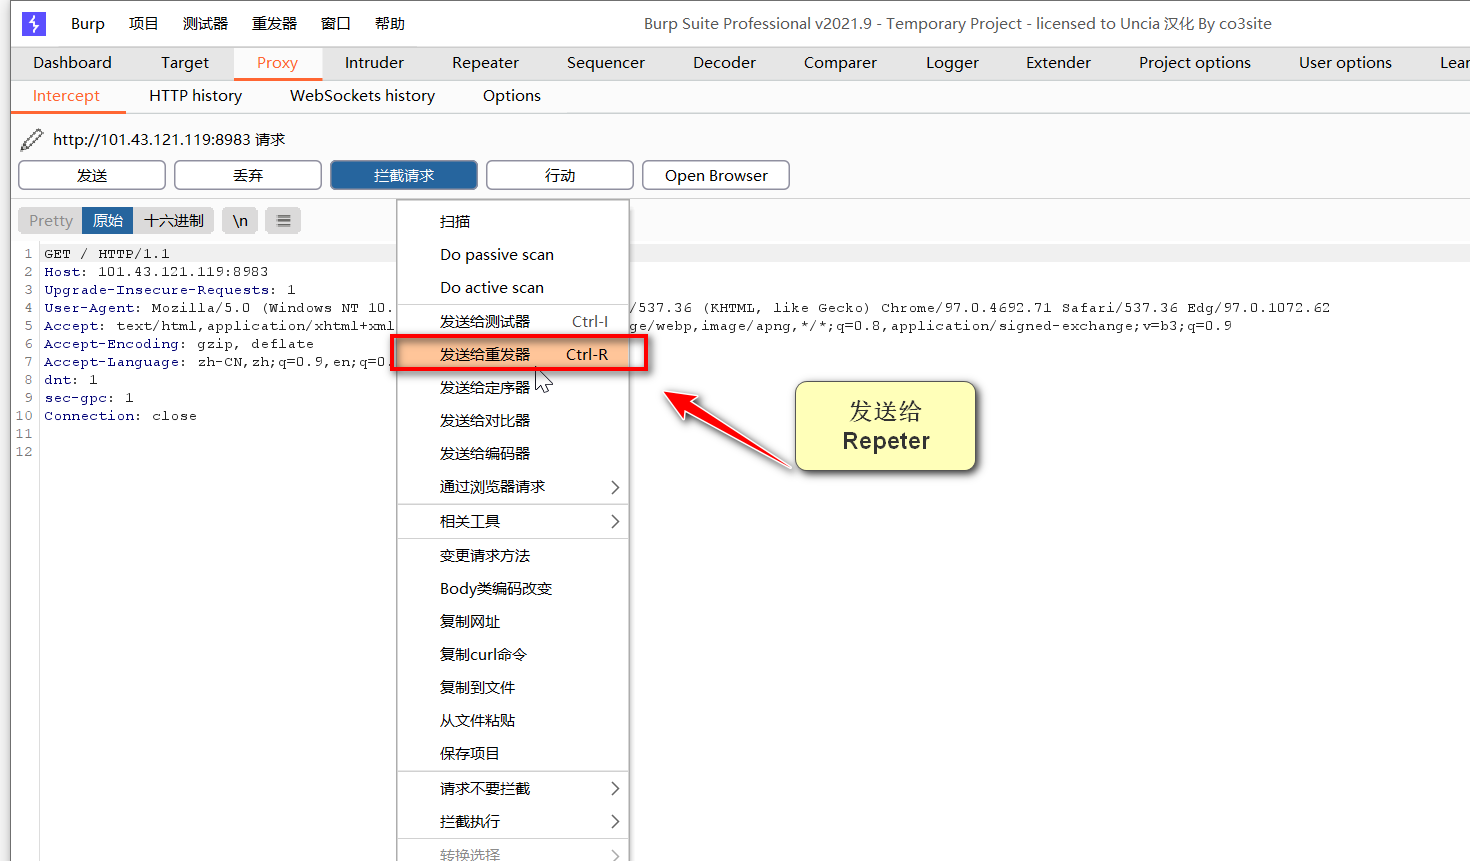 Burp 项目 测试器 重发器 窗口 帮助 Burp Suite Professional v2021.9 - Temporary Project - licensed to Uncia 汉化 By co3site
Dashboard Target Proxy Intruder Repeater Sequencer Decoder Comparer Logger Extender Project options User options Lear
Intercept HTTP history WebSockets history Options
http://101.43.121.119:8983 请求
发送 丢弃 拦截请求 行动 Open Browser
Pretty 原始 十六进制 \n
1 GET / HTTP/1.1
2 Host: 101.43.121.119:8983
3 Upgrade-Insecure-Requests: 1
4 User-Agent: Mozilla/5.0 (Windows NT 10. /537.36 (KHTML, like Gecko) Chrome/97.0.4692.71 Safari/537.36 Edg/97.0.1072.62
5 Accept: text/html,application/xhtml+xml ge/webp,image/apng,*/*;q=0.8,application/signed-exchange;v=b3;q=0.9
6 Accept-Encoding: gzip, deflate
7 Accept-Language: zh-CN,zh;q=0.9,en;q=0.
8 dnt: 1
9 sec-gpc: 1
10 Connection: close
11
12
扫描
Do passive scan
Do active scan
发送给测试器 Ctrl-I
发送给重发器 Ctrl-R
发送给定序器
发送给对比器
发送给编码器
通过浏览器请求
相关工具
变更请求方法
Body类编码改变
复制网址
复制curl命令
复制到文件
从文件粘贴
保存项目
请求不要拦截
拦截执行
转换选择
发送给
Repeter